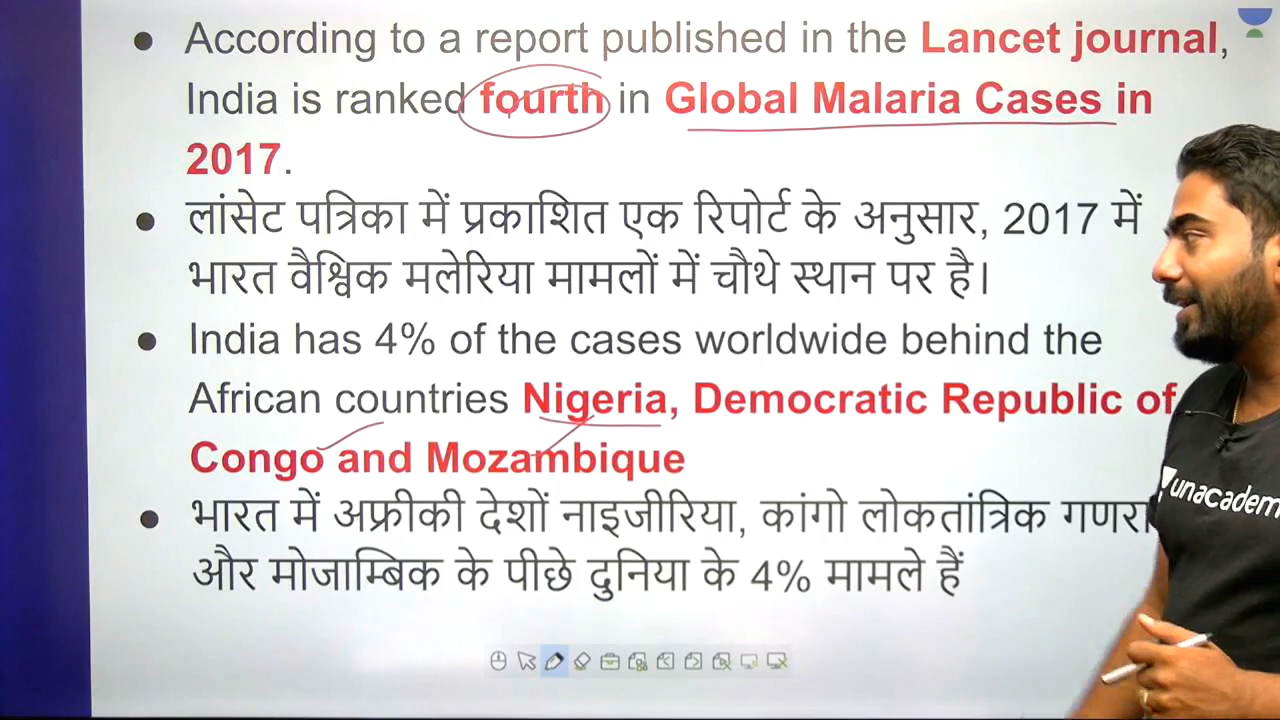 According to a report published in the Lancet journal,
India is ranked fourth in Global Malaria Cases in
2017.
लांसेट पत्रिका में प्रकाशित एक रिपोर्ट के अनुसार, 2017 में
भारत वैश्विक मलेरिया मामलों में चौथे स्थान पर है।
India has 4% of the cases worldwide behind the
African countries Nigeria, Democratic Republic of
Congo and Mozambique
भारत में अफ्रीकी देशों नाइजीरिया, कांगो लोकतांत्रिक
और मोजाम्बिक के पीछे दुनिया के 4% मामले हैं
unacadem